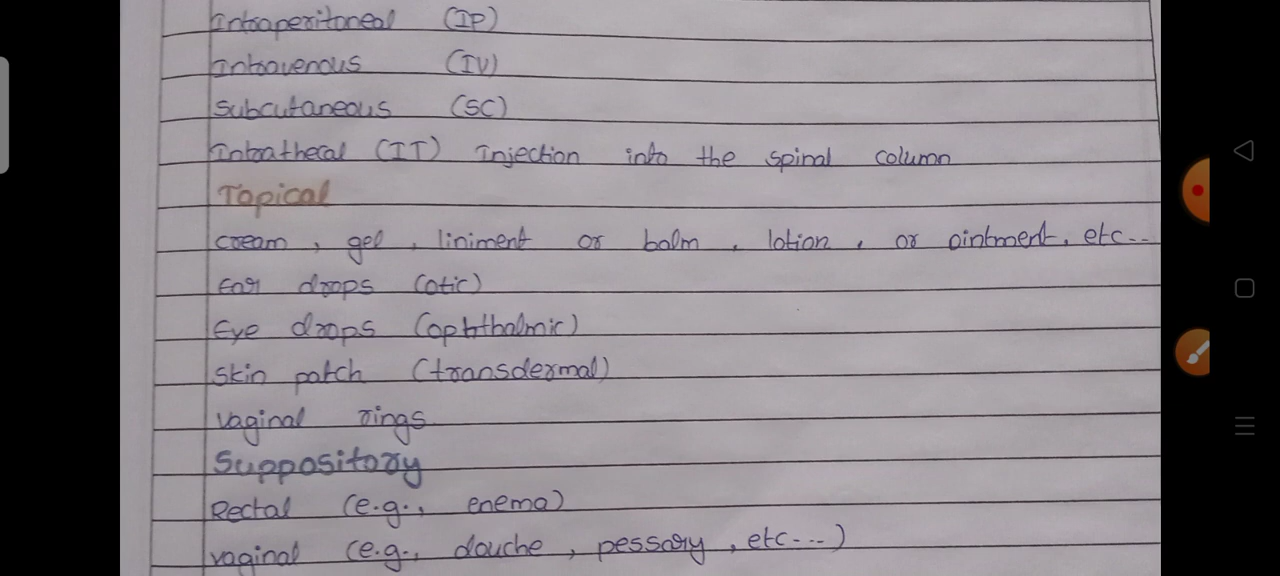 Intraperitoneal (IP)
Intravenous (IV)
Subcutaneous (SC)
Intrathecal (IT) Injection into the spinal column
Topical
cream, gel, liniment or balm, lotion, or ointment, etc...
Ear drops (otic)
Eye drops (ophthalmic)
Skin patch (transdermal)
Vaginal rings
Suppository
Rectal (e.g., enema)
vaginal (e.g., douche, pessary, etc...)